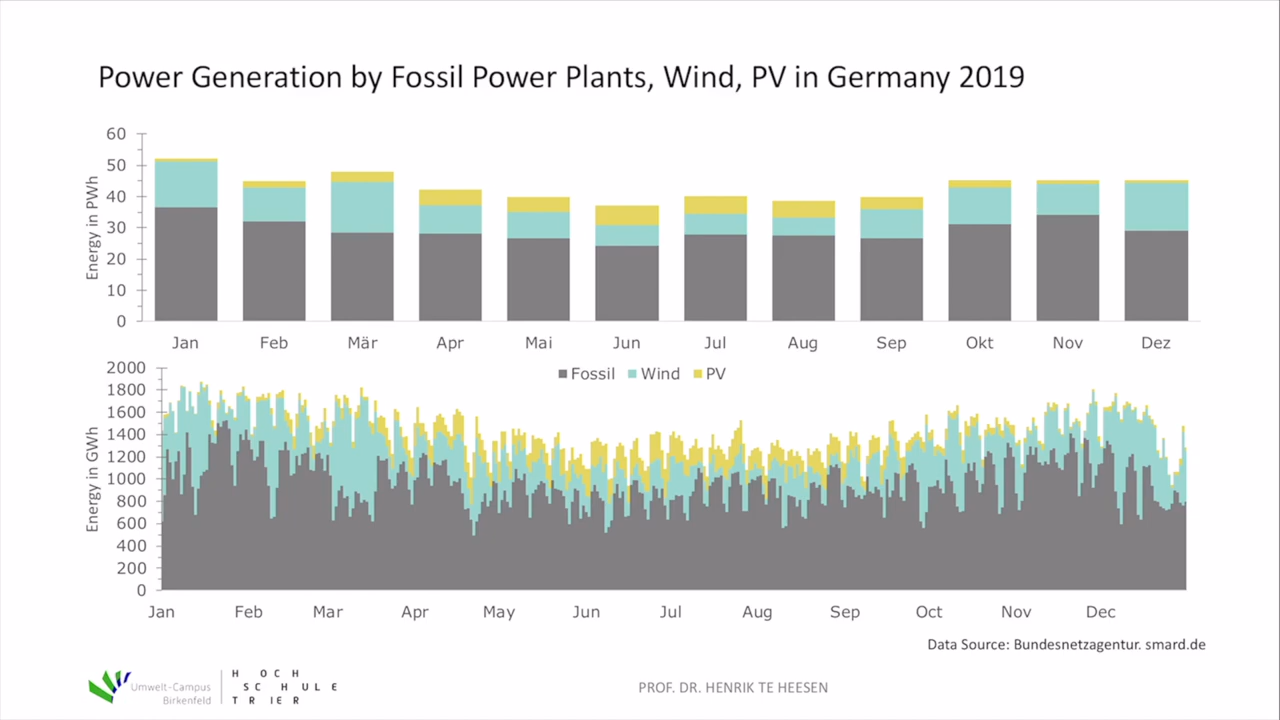 Power Generation by Fossil Power Plants, Wind, PV in Germany 2019
Energy in PWh
60
50
40
30
20
10
0
Jan Feb Mär Apr Mai Jun Jul Aug Sep Okt Nov Dez
Fossil Wind PV
Energy in GWh
2000
1800
1600
1400
1200
1000
800
600
400
200
0
Jan Feb Mar Apr May Jun Jul Aug Sep Oct Nov Dec
Data Source: Bundesnetzagentur. smard.de
Umwelt-Campus
Birkenfeld
HOCH
SCHULE
TRIER
PROF. DR. HENRIK TE HEESEN